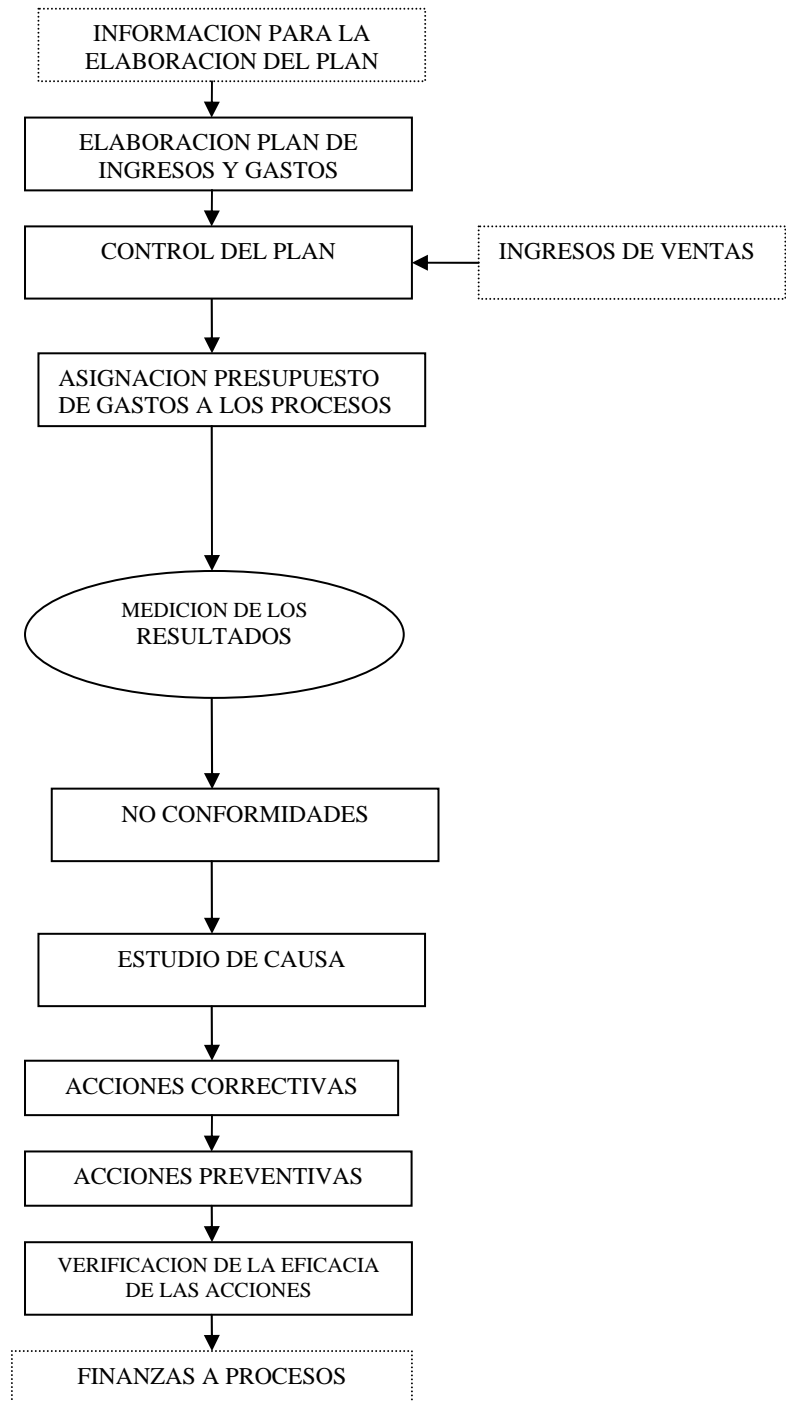 INFORMACION PARA LA
ELABORACION DEL PLAN
ELABORACION PLAN DE
INGRESOS Y GASTOS
CONTROL DEL PLAN
INGRESOS DE VENTAS
ASIGNACION PRESUPUESTO
DE GASTOS A LOS PROCESOS
MEDICION DE LOS
RESULTADOS
NO CONFORMIDADES
ESTUDIO DE CAUSA
ACCIONES CORRECTIVAS
ACCIONES PREVENTIVAS
VERIFICACION DE LA EFICACIA
DE LAS ACCIONES
FINANZAS A PROCESOS